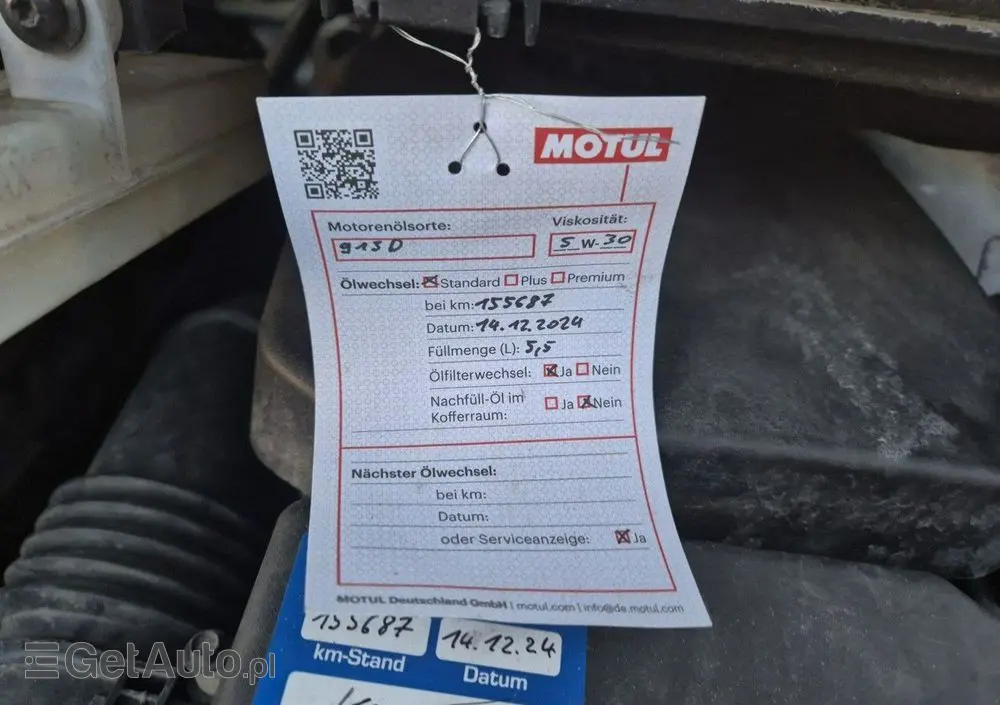 MOTUL
Motorenölsorte: Viskosität:
913D 5 W-30
Ölwechsel: Standard Plus Premium
bei km: 155687
Datum: 14.12.2024
Füllmenge (L): 5,5
Ölfilterwechsel: Ja Nein
Nachfüll-Öl im
Kofferraum: Ja Nein
Nächster Ölwechsel:
bei km:
Datum:
oder Serviceanzeige: Ja
MOTUL Deutschland GmbH | motul.com | info@de.motul.com
155687 14.12.24
km-Stand Datum
GetAuto.pl